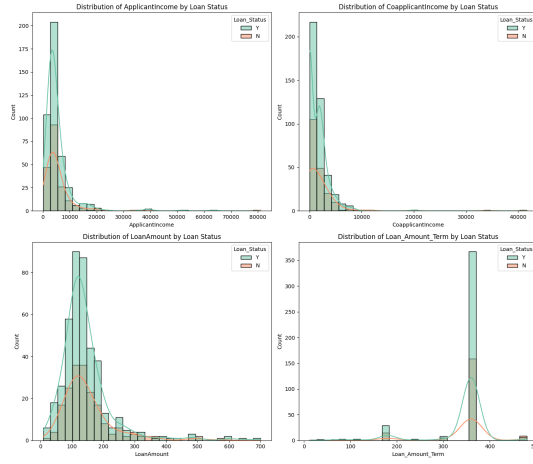 Distribution of ApplicantIncome by Loan Status
Loan_Status
Y
N
Count
200
175
150
125
100
75
50
25
0
0 10000 20000 30000 40000 50000 60000 70000 80000
ApplicantIncome
Distribution of CoapplicantIncome by Loan Status
Loan_Status
Y
N
Count
200
150
100
50
0
0 10000 20000 30000 40000
CoapplicantIncome
Distribution of LoanAmount by Loan Status
Loan_Status
Y
N
Count
80
60
40
20
0
0 100 200 300 400 500 600 700
LoanAmount
Distribution of Loan_Amount_Term by Loan Status
Loan_Status
Y
N
Count
350
300
250
200
150
100
50
0
100 200 300 400
Loan_Amount_Term